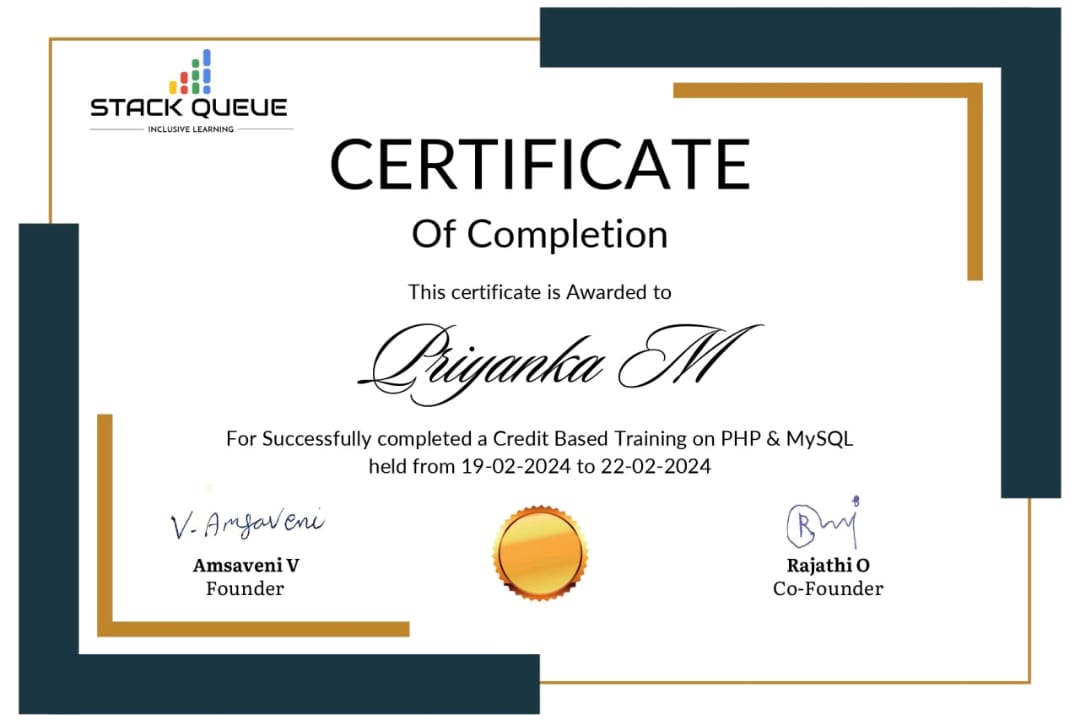 STACK QUEUE
INCLUSIVE LEARNING
CERTIFICATE
Of Completion
This certificate is Awarded to
Priyanka M
For Successfully completed a Credit Based Training on PHP & MySQL
held from 19-02-2024 to 22-02-2024
V. Amsaveni
Amsaveni V
Founder
Rajathi O
Co-Founder